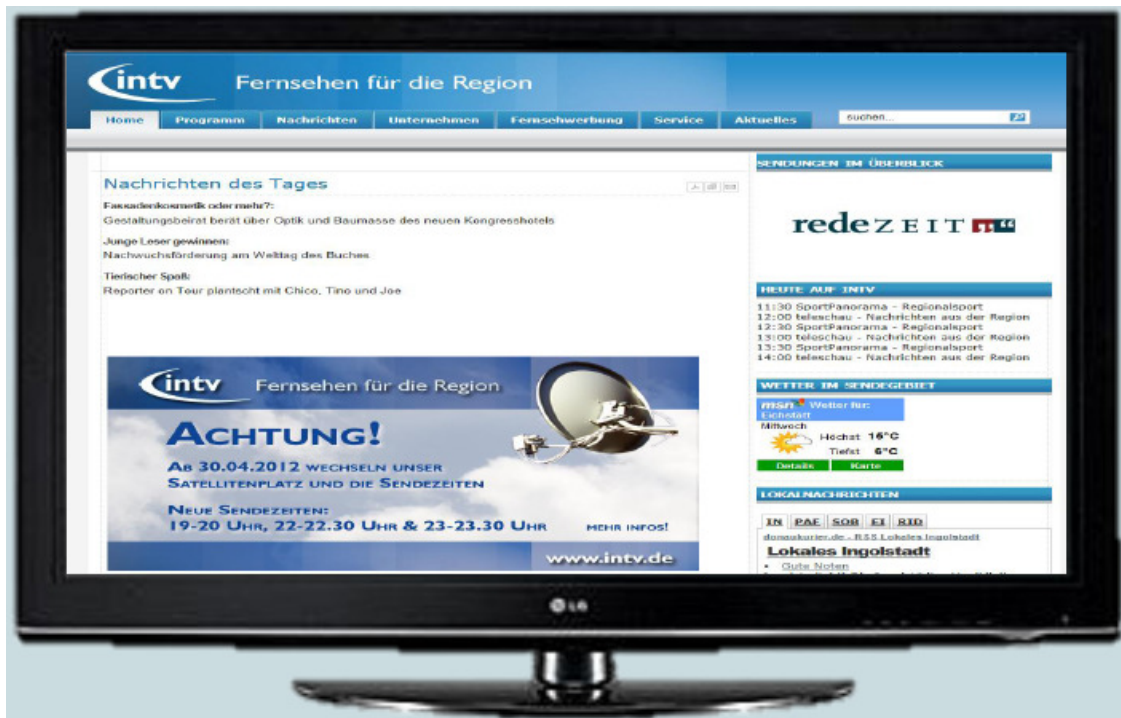 intv Fernsehen für die Region
Home Programm Nachrichten Unternehmen Fernsehwerbung Service Aktuelles suchen...
Nachrichten des Tages
Fassadenkosmetik oder mehr?:
Gestaltungsbeirat berät über Optik und Baumasse des neuen Kongresshotels
Junge Leser gewinnen:
Nachwuchsförderung am Welttag des Buches
Tierischer Spaß:
Reporter on Tour plantscht mit Chico, Tino und Joe
intv Fernsehen für die Region
ACHTUNG!
AB 30.04.2012 WECHSELN UNSER
SATELLITENPLATZ UND DIE SENDEZEITEN
NEUE SENDEZEITEN:
19-20 UHR, 22-22.30 UHR & 23-23.30 UHR MEHR INFOS!
www.intv.de
SENDUNGEN IM ÜBERBLICK
redeZEIT
HEUTE AUF INTV
11:30 SportPanorama - Regionalsport
12:00 teleschau - Nachrichten aus der Region
12:30 SportPanorama - Regionalsport
13:00 teleschau - Nachrichten aus der Region
13:30 SportPanorama - Regionalsport
14:00 teleschau - Nachrichten aus der Region
WETTER IM SENDEGEBIET
msn Wetter für:
Eichstätt
Mittwoch
Höchst 16°C
Tiefst 6°C
Details Karte
LOKALNACHRICHTEN
IN PAF SOB EI RID
donaukurier.de - RSS Lokales Ingolstadt
Lokales Ingolstadt
Gute Noten
LG